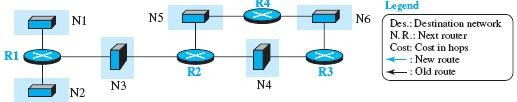 N1
N5
R4
N6
R1
N2
N3
R2
N4
R3
Legend
Des.: Destination network
N. R.: Next router
Cost: Cost in hops
: New route
: Old route